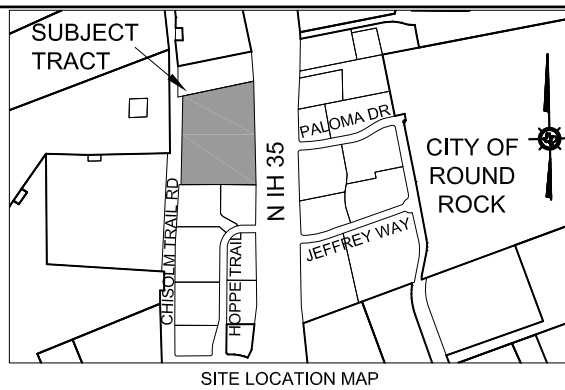 SUBJECT
TRACT
PALOMA DR
CITY OF
ROUND
ROCK
N IH 35
CHISOLM TRAIL RD
HOPPE TRAIL
JEFFREY WAY
SITE LOCATION MAP